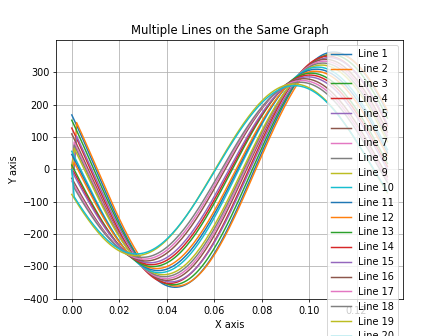 Multiple Lines on the Same Graph
Y axis
300
200
100
0
−100
−200
−300
−400
0.00
0.02
0.04
0.06
0.08
0.10
X axis
Line 1
Line 2
Line 3
Line 4
Line 5
Line 6
Line 7
Line 8
Line 9
Line 10
Line 11
Line 12
Line 13
Line 14
Line 15
Line 16
Line 17
Line 18
Line 19
Line 20